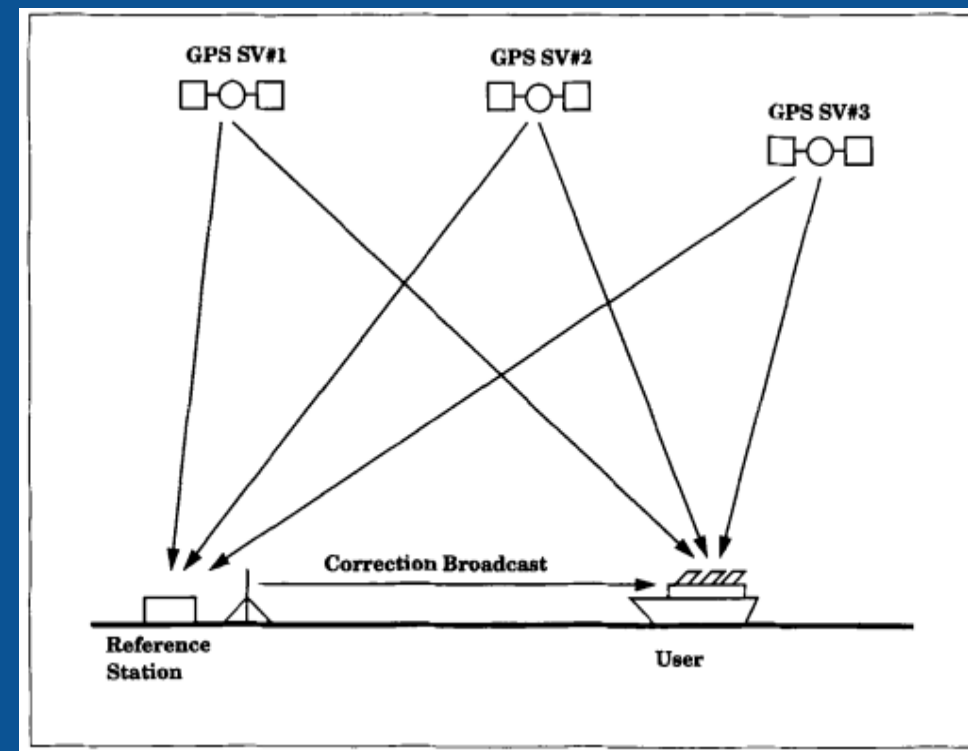 GPS SV#1
GPS SV#2
GPS SV#3
Correction Broadcast
Reference
Station
User